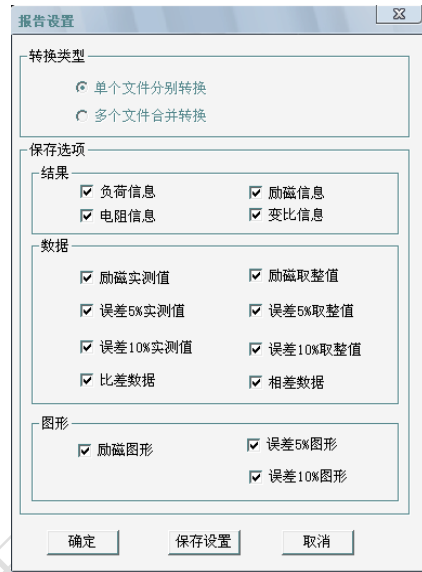 报告设置
转换类型
单个文件分别转换
多个文件合并转换
保存选项
结果
负荷信息 励磁信息
电阻信息 变比信息
数据
励磁实测值 励磁取整值
误差5%实测值 误差5%取整值
误差10%实测值 误差10%取整值
比差数据 相差数据
图形
励磁图形 误差5%图形
误差10%图形
确定 保存设置 取消